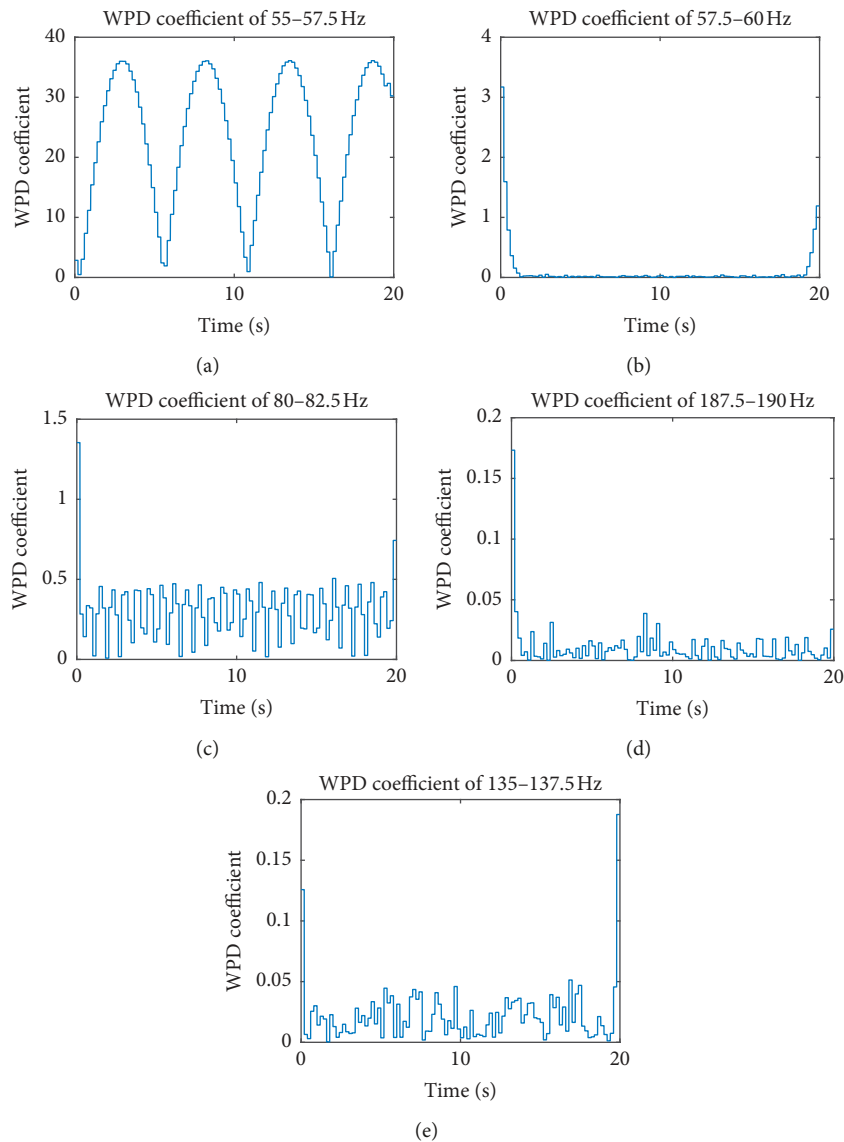 WPD coefficient of 55–57.5 Hz
40
30
20
10
0
WPD coefficient
0
10
20
Time (s)
(a)
WPD coefficient of 57.5–60 Hz
4
3
2
1
0
WPD coefficient
0
10
20
Time (s)
(b)
WPD coefficient of 80–82.5 Hz
1.5
1
0.5
0
WPD coefficient
0
10
20
Time (s)
(c)
WPD coefficient of 187.5–190 Hz
0.2
0.15
0.1
0.05
0
WPD coefficient
0
10
20
Time (s)
(d)
WPD coefficient of 135–137.5 Hz
0.2
0.15
0.1
0.05
0
WPD coefficient
0
10
20
Time (s)
(e)